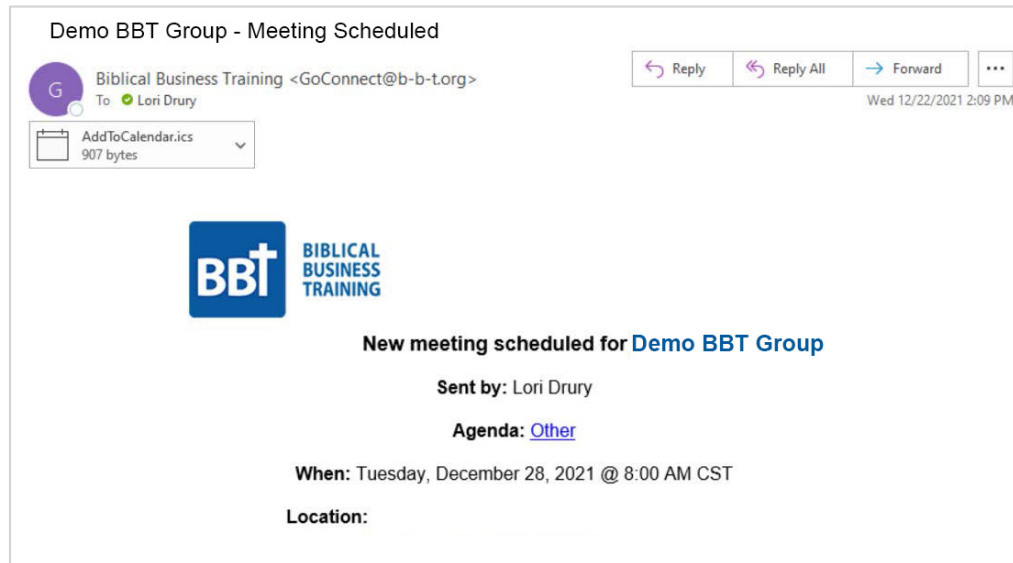 Demo BBT Group - Meeting Scheduled
G
Biblical Business Training <GoConnect@b-b-t.org>
To Lori Drury
Reply
Reply All
Forward
Wed 12/22/2021 2:09 PM
AddToCalendar.ics
907 bytes
BBT
BIBLICAL
BUSINESS
TRAINING
New meeting scheduled for Demo BBT Group
Sent by: Lori Drury
Agenda: Other
When: Tuesday, December 28, 2021 @ 8:00 AM CST
Location: